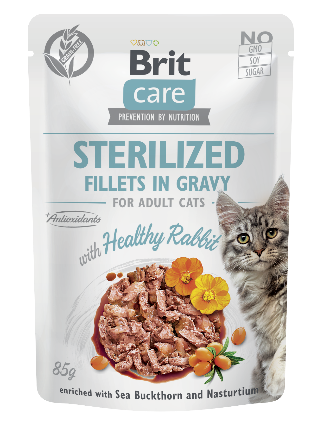 NO
GMO
SOY
SUGAR
Brit
care
PREVENTION BY NUTRITION
STERILIZED
FILLETS IN GRAVY
FOR ADULT CATS
+Antioxidants
with Healthy Rabbit
85g
enriched with Sea Buckthorn and Nasturtium